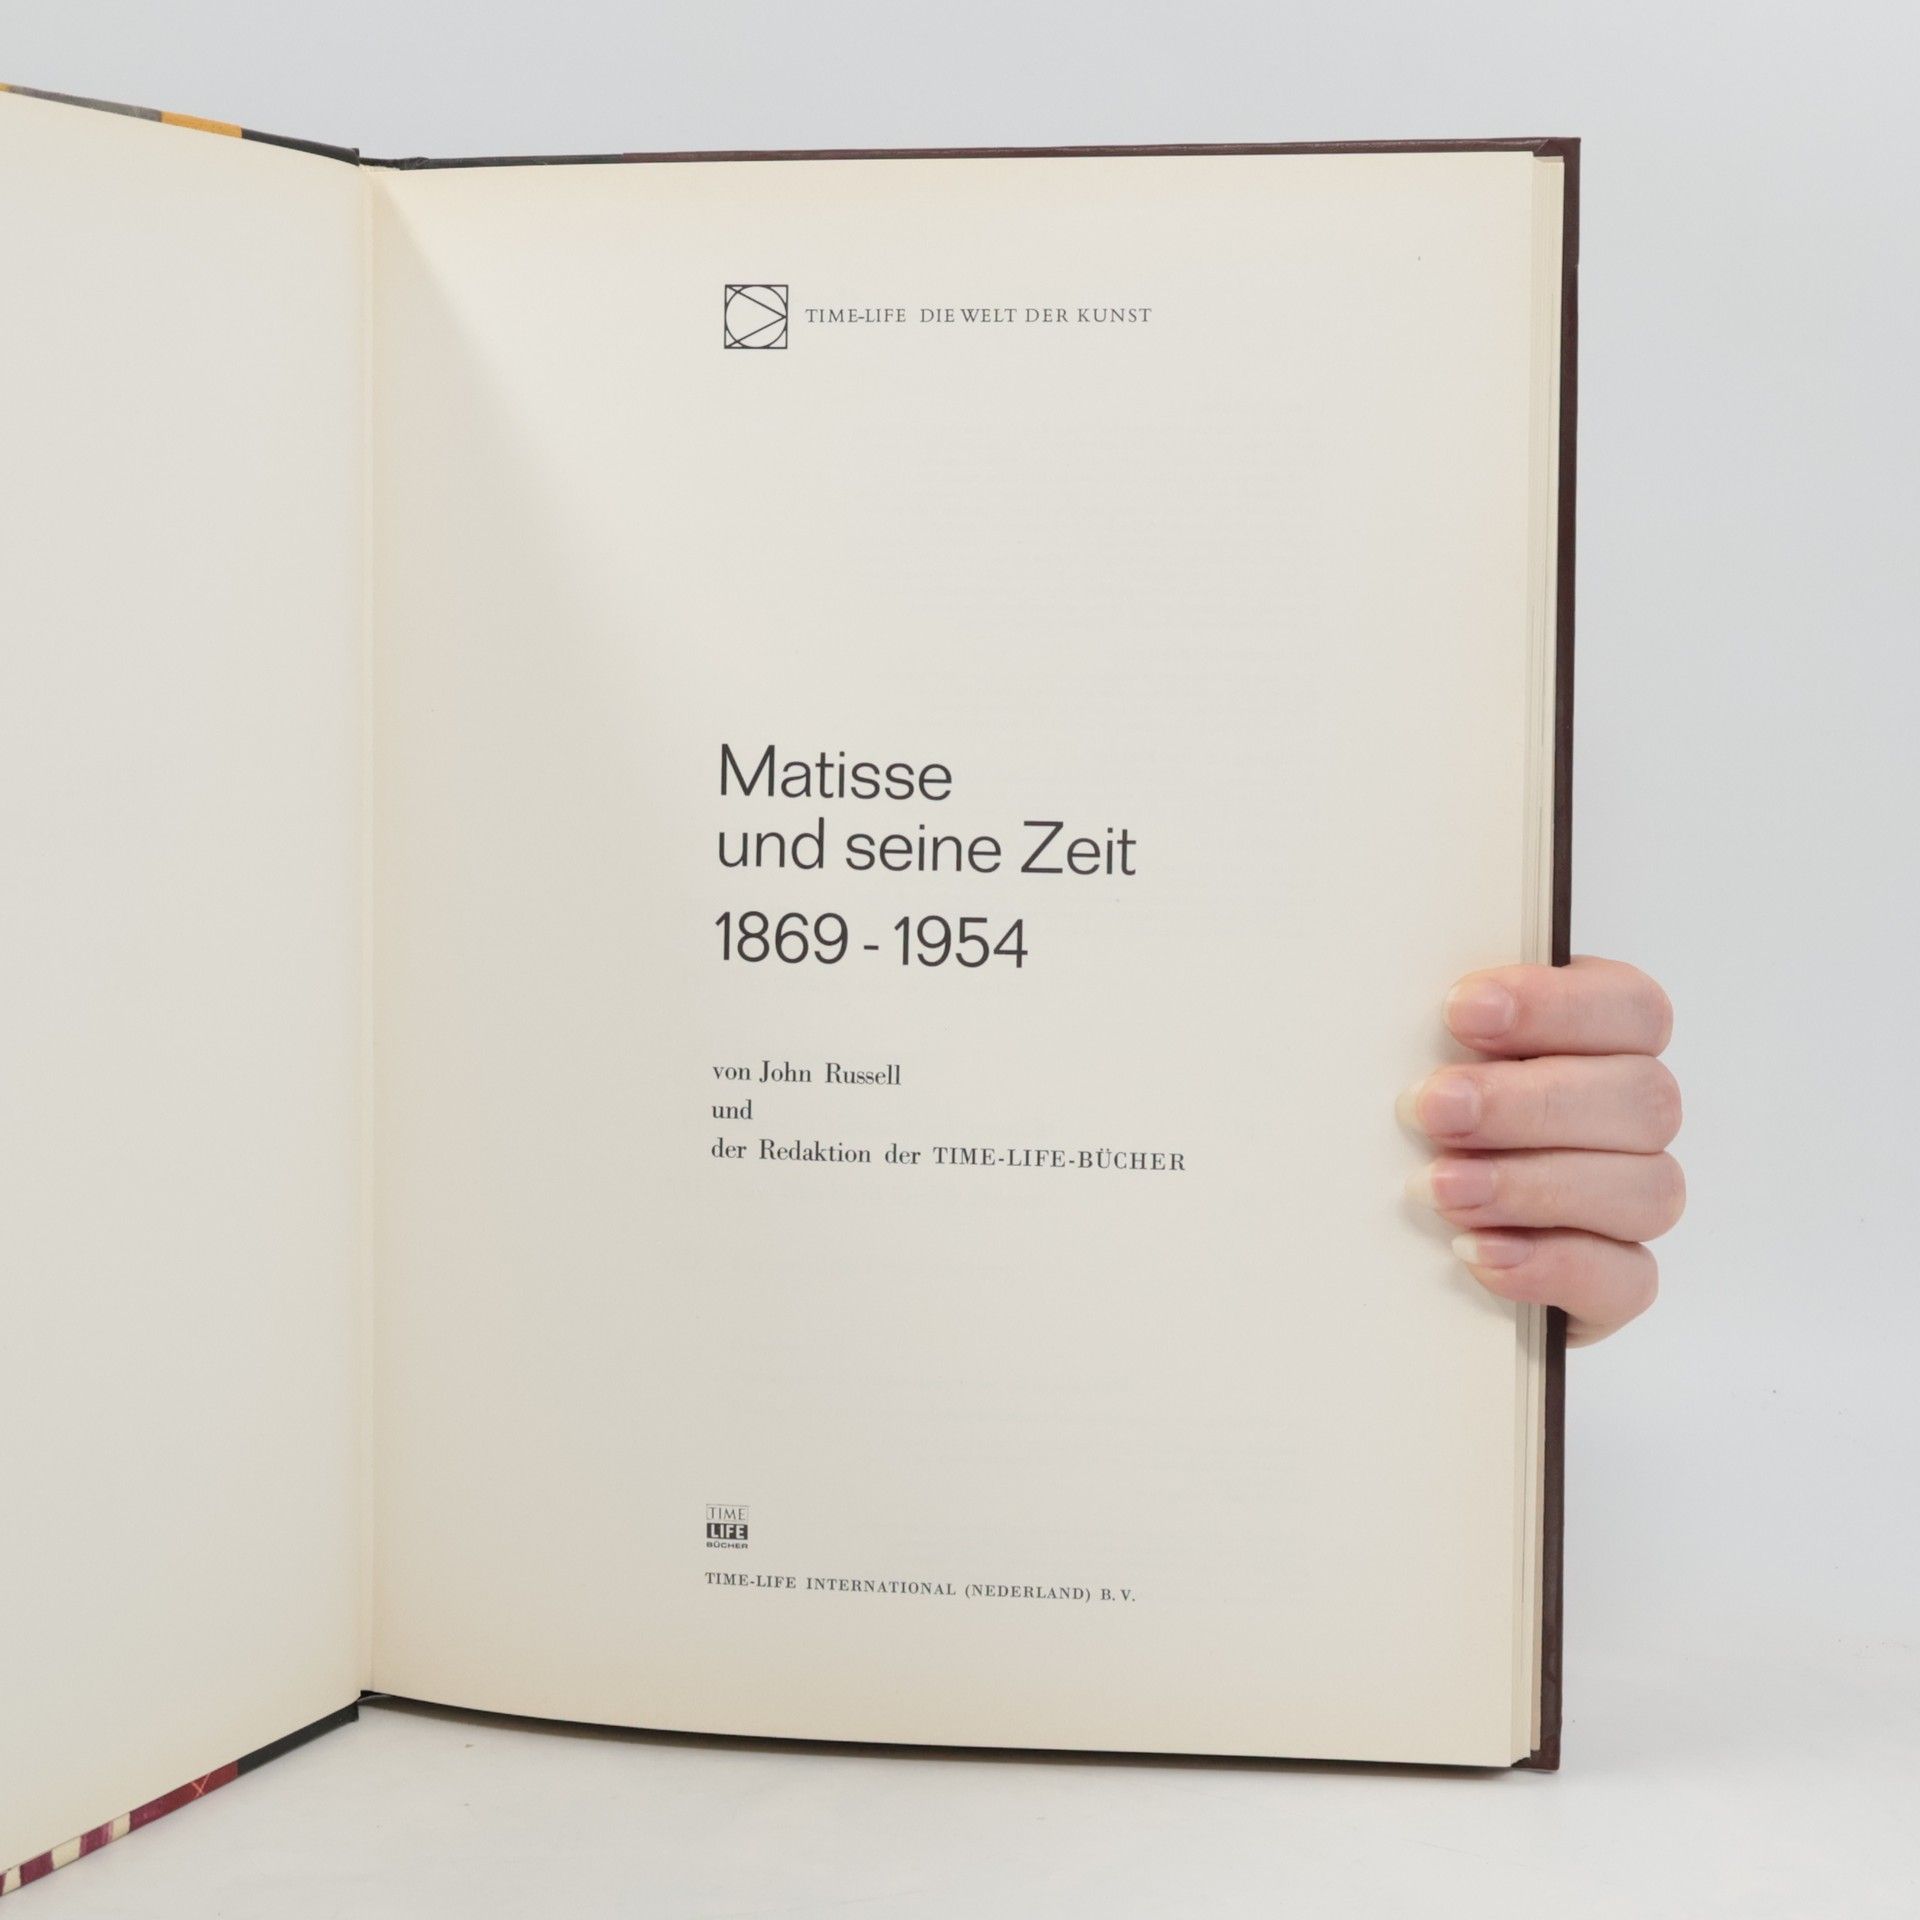 TIME-LIFE DIE WELT DER KUNST
Matisse
und seine Zeit
1869 - 1954
von John Russell
und
der Redaktion der TIME-LIFE-BÜCHER
TIME
LIFE
BÜCHER
TIME-LIFE INTERNATIONAL (NEDERLAND) B.V.